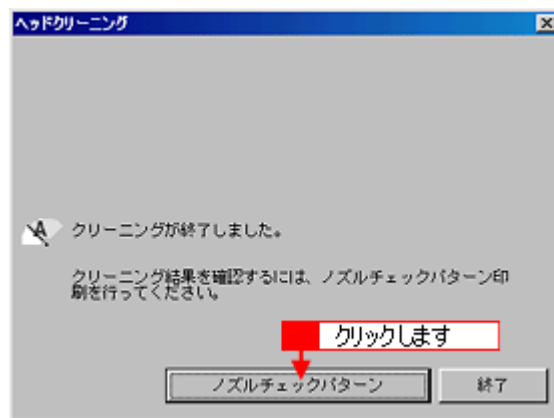 ヘッドクリーニング
クリーニングが終了しました。
クリーニング結果を確認するには、ノズルチェックパターン印
刷を行ってください。
クリックします
ノズルチェックパターン
終了